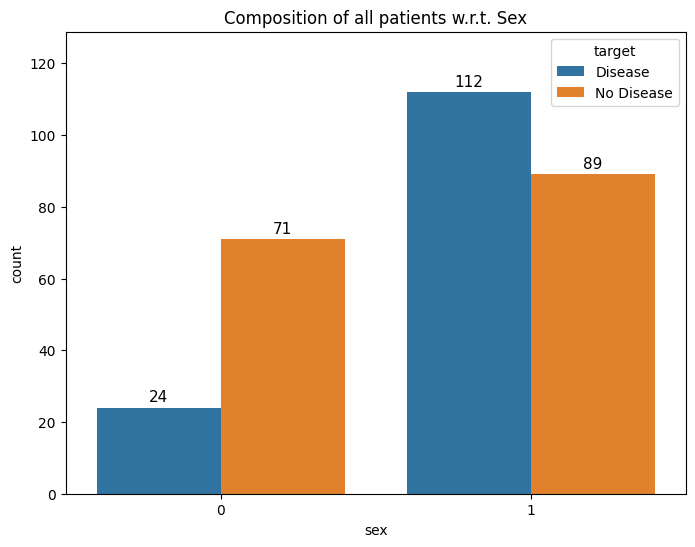 Composition of all patients w.r.t. Sex
target
Disease
No Disease
120
100
80
60
40
20
0
count
112
89
71
24
0
1
sex